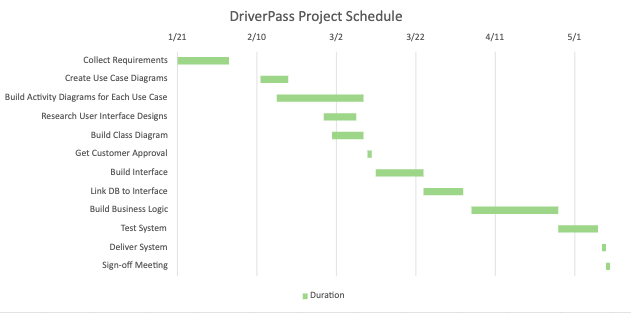 DriverPass Project Schedule
1/21 2/10 3/2 3/22 4/11 5/1
Collect Requirements
Create Use Case Diagrams
Build Activity Diagrams for Each Use Case
Research User Interface Designs
Build Class Diagram
Get Customer Approval
Build Interface
Link DB to Interface
Build Business Logic
Test System
Deliver System
Sign-off Meeting
Duration